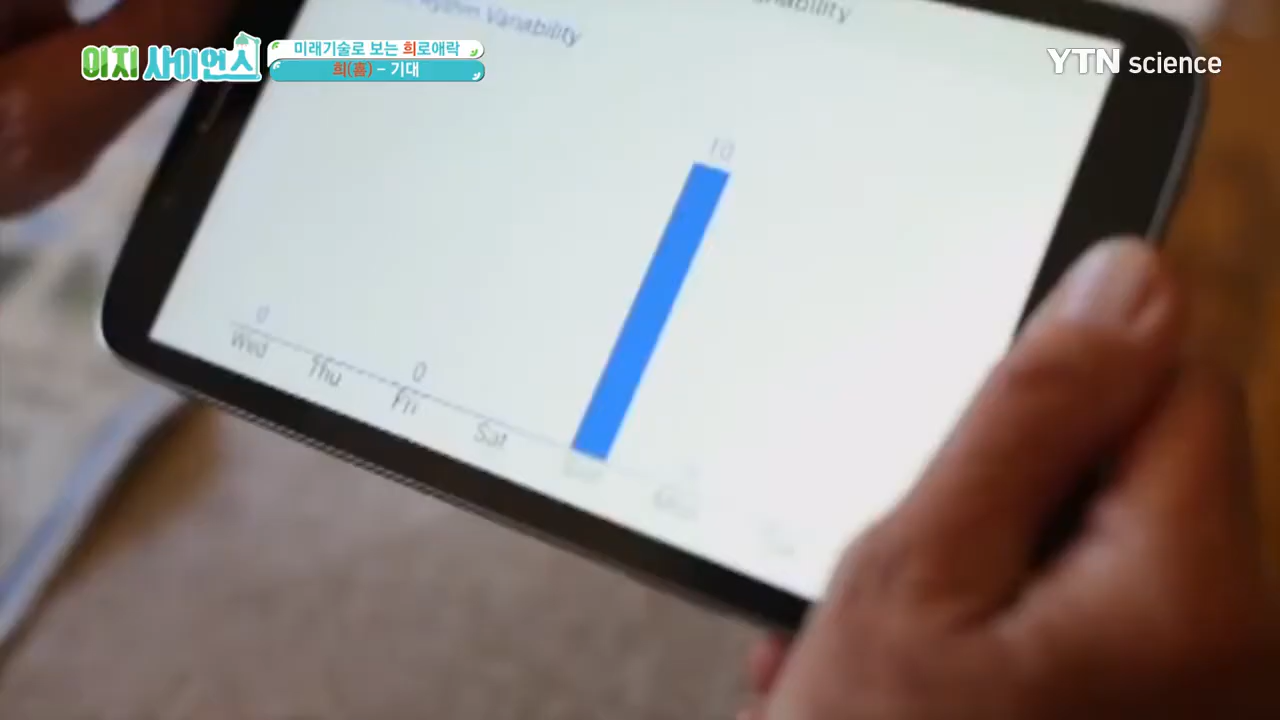 이지 사이언스
미래기술로 보는 희로애락
희(喜) - 기대
YTN science
Variability
10
0
0
Wed
Thu
Fri
Sat